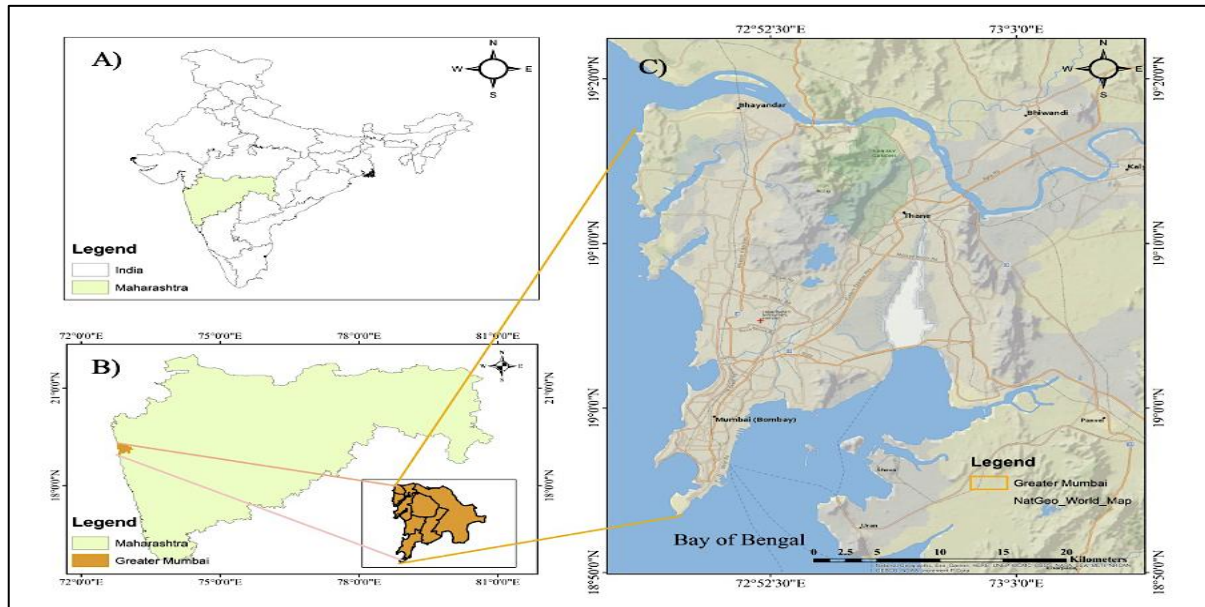 A)
N
W E
S
Legend
India
Maharashtra
72°0'0"E 75°0'0"E 78°0'0"E 81°0'0"E
B)
N
W E
S
21°0'0"N
21°0'0"N
18°0'0"N
18°0'0"N
Legend
Maharashtra
Greater Mumbai
72°0'0"E 75°0'0"E 78°0'0"E 81°0'0"E
72°52'30"E 73°3'0"E
C)
N
W E
S
19°20'0"N
19°20'0"N
Bhayandar
Bhiwandi
Thane
19°10'0"N
19°10'0"N
Mumbai (Bombay)
19°0'0"N
19°0'0"N
Panvel
Sheva
Uran
Legend
Greater Mumbai
NatGeo_World_Map
Bay of Bengal
0 5 10 15 20
Kilometers
18°50'0"N
18°50'0"N
72°52'30"E 73°3'0"E